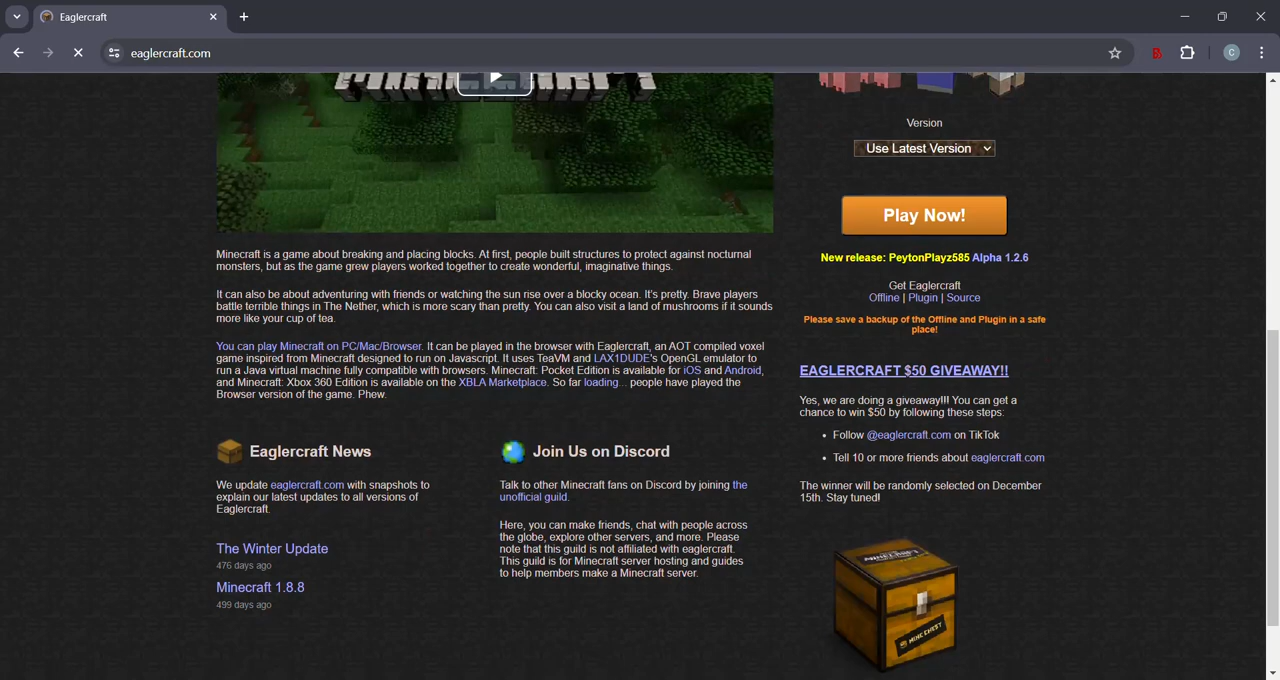 Eaglercraft
eaglercraft.com
C
Version
Use Latest Version
Play Now!
New release: PeytonPlayz585 Alpha 1.2.6
Get Eaglercraft
Offline | Plugin | Source
Please save a backup of the Offline and Plugin in a safe
place!
Minecraft is a game about breaking and placing blocks. At first, people built structures to protect against nocturnal
monsters, but as the game grew players worked together to create wonderful, imaginative things.
It can also be about adventuring with friends or watching the sun rise over a blocky ocean. It's pretty. Brave players
battle terrible things in The Nether, which is more scary than pretty. You can also visit a land of mushrooms if it sounds
more like your cup of tea.
You can play Minecraft on PC/Mac/Browser. It can be played in the browser with Eaglercraft, an AOT compiled voxel
game inspired from Minecraft designed to run on Javascript. It uses TeaVM and LAX1DUDE's OpenGL emulator to
run a Java virtual machine fully compatible with browsers. Minecraft: Pocket Edition is available for iOS and Android,
and Minecraft: Xbox 360 Edition is available on the XBLA Marketplace. So far loading... people have played the
Browser version of the game. Phew.
EAGLERCRAFT $50 GIVEAWAY!!
Yes, we are doing a giveaway!!! You can get a
chance to win $50 by following these steps:
• Follow @eaglercraft.com on TikTok
• Tell 10 or more friends about eaglercraft.com
The winner will be randomly selected on December
15th. Stay tuned!
Eaglercraft News
We update eaglercraft.com with snapshots to
explain our latest updates to all versions of
Eaglercraft.
The Winter Update
476 days ago
Minecraft 1.8.8
499 days ago
Join Us on Discord
Talk to other Minecraft fans on Discord by joining the
unofficial guild.
Here, you can make friends, chat with people across
the globe, explore other servers, and more. Please
note that this guild is not affiliated with eaglercraft.
This guild is for Minecraft server hosting and guides
to help members make a Minecraft server.
MINECRAFT
MINE CHEST